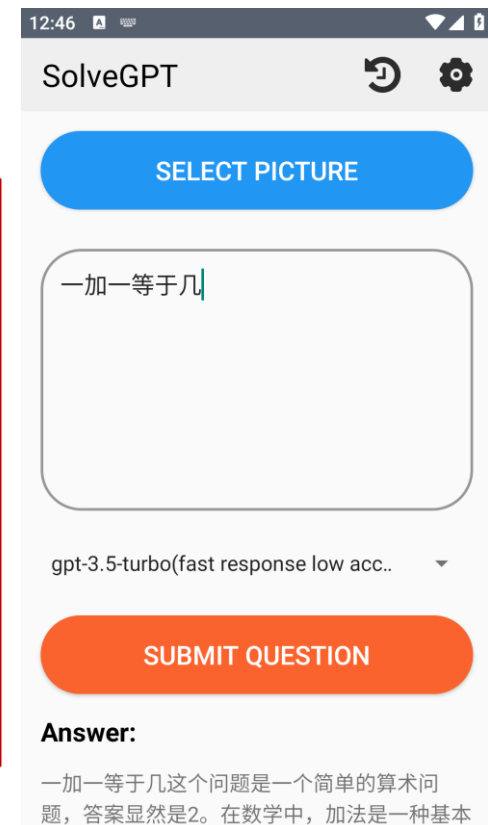 12:46 A
SolveGPT
SELECT PICTURE
一加一等于几
gpt-3.5-turbo(fast response low acc..
SUBMIT QUESTION
Answer:
一加一等于几这个问题是一个简单的算术问
题，答案显然是2。在数学中，加法是一种基本